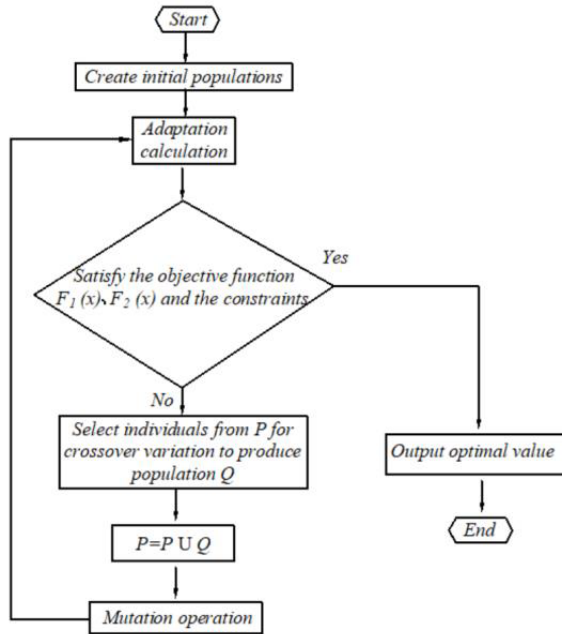 Start
Create initial populations
Adaptation
calculation
Satisfy the objective function
F₁ (x)、F₂ (x) and the constraints
Yes
No
Select individuals from P for
crossover variation to produce
population Q
P=P U Q
Mutation operation
Output optimal value
End